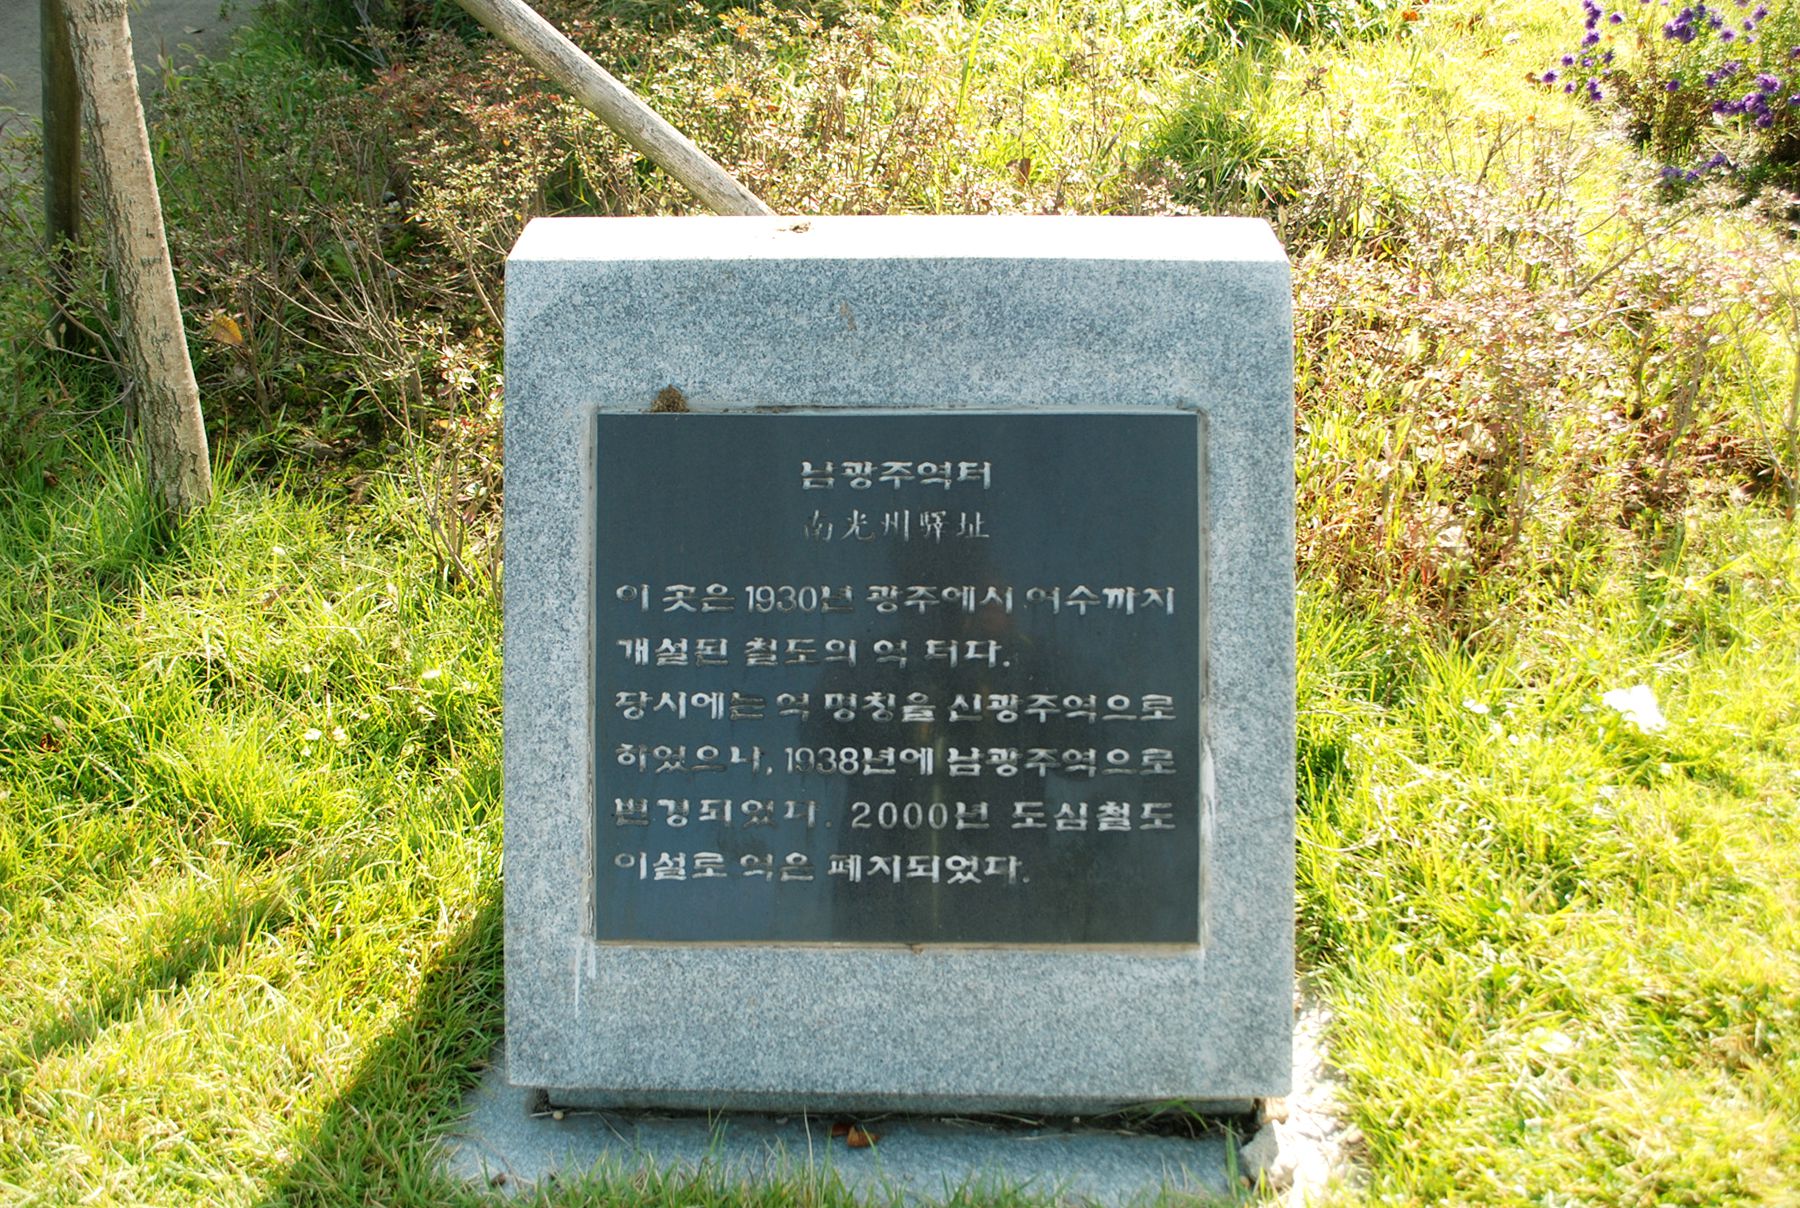 남광주역터
南光州驛址
이 곳은 1930년 광주에서 여수까지
개설된 철도의 역 터다.
당시에는 역 명칭을 신광주역으로
하였으나, 1938년에 남광주역으로
변경되었다. 2000년 도심철도
이설로 역은 폐지되었다.